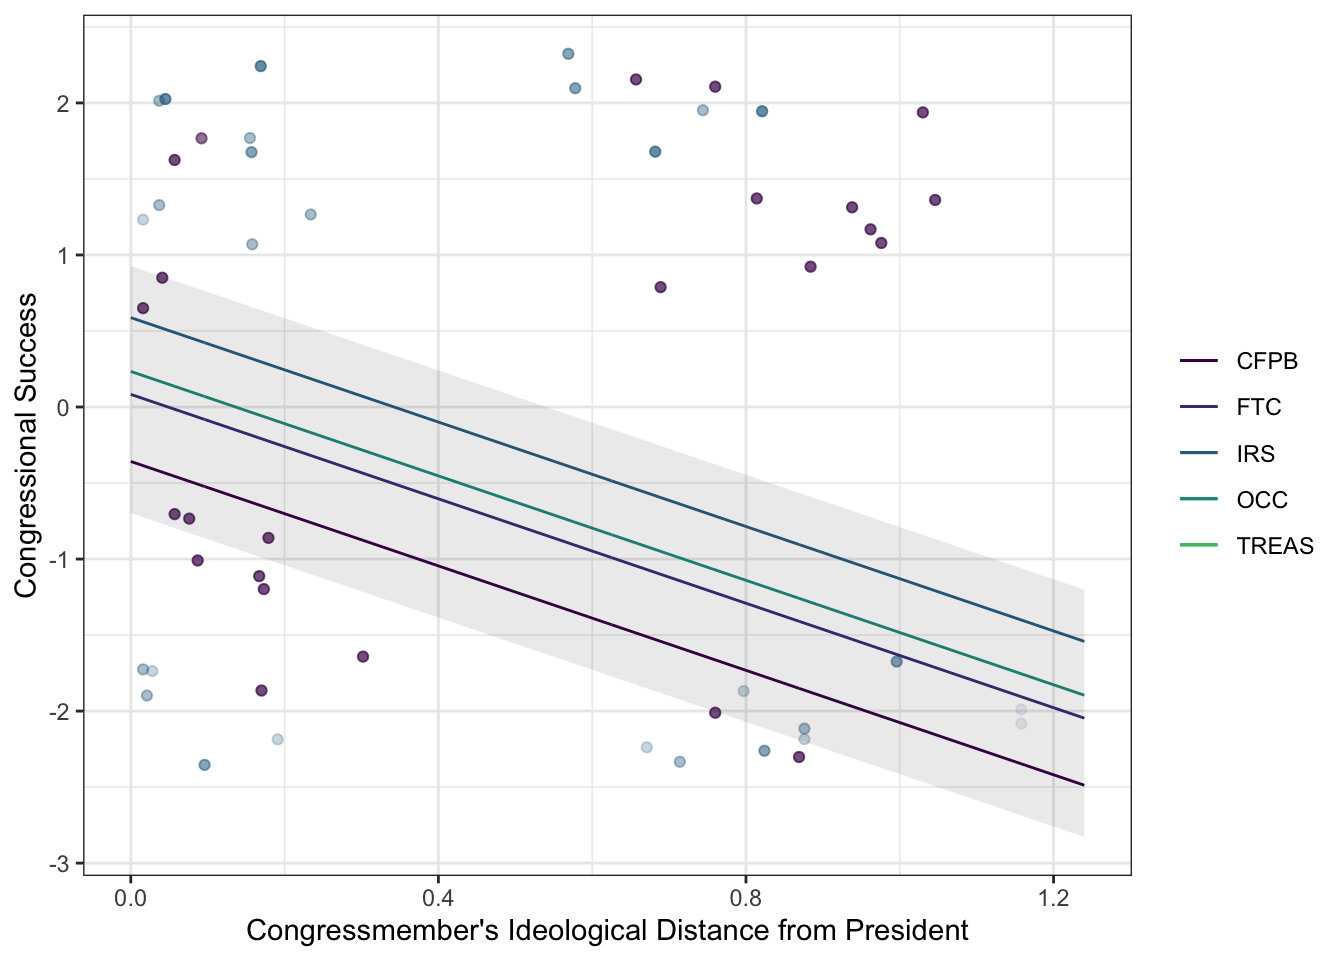 2
1
0
-1
-2
-3
Congressional Success
0.0 0.4 0.8 1.2
Congressmember's Ideological Distance from President
CFPB
FTC
IRS
OCC
TREAS